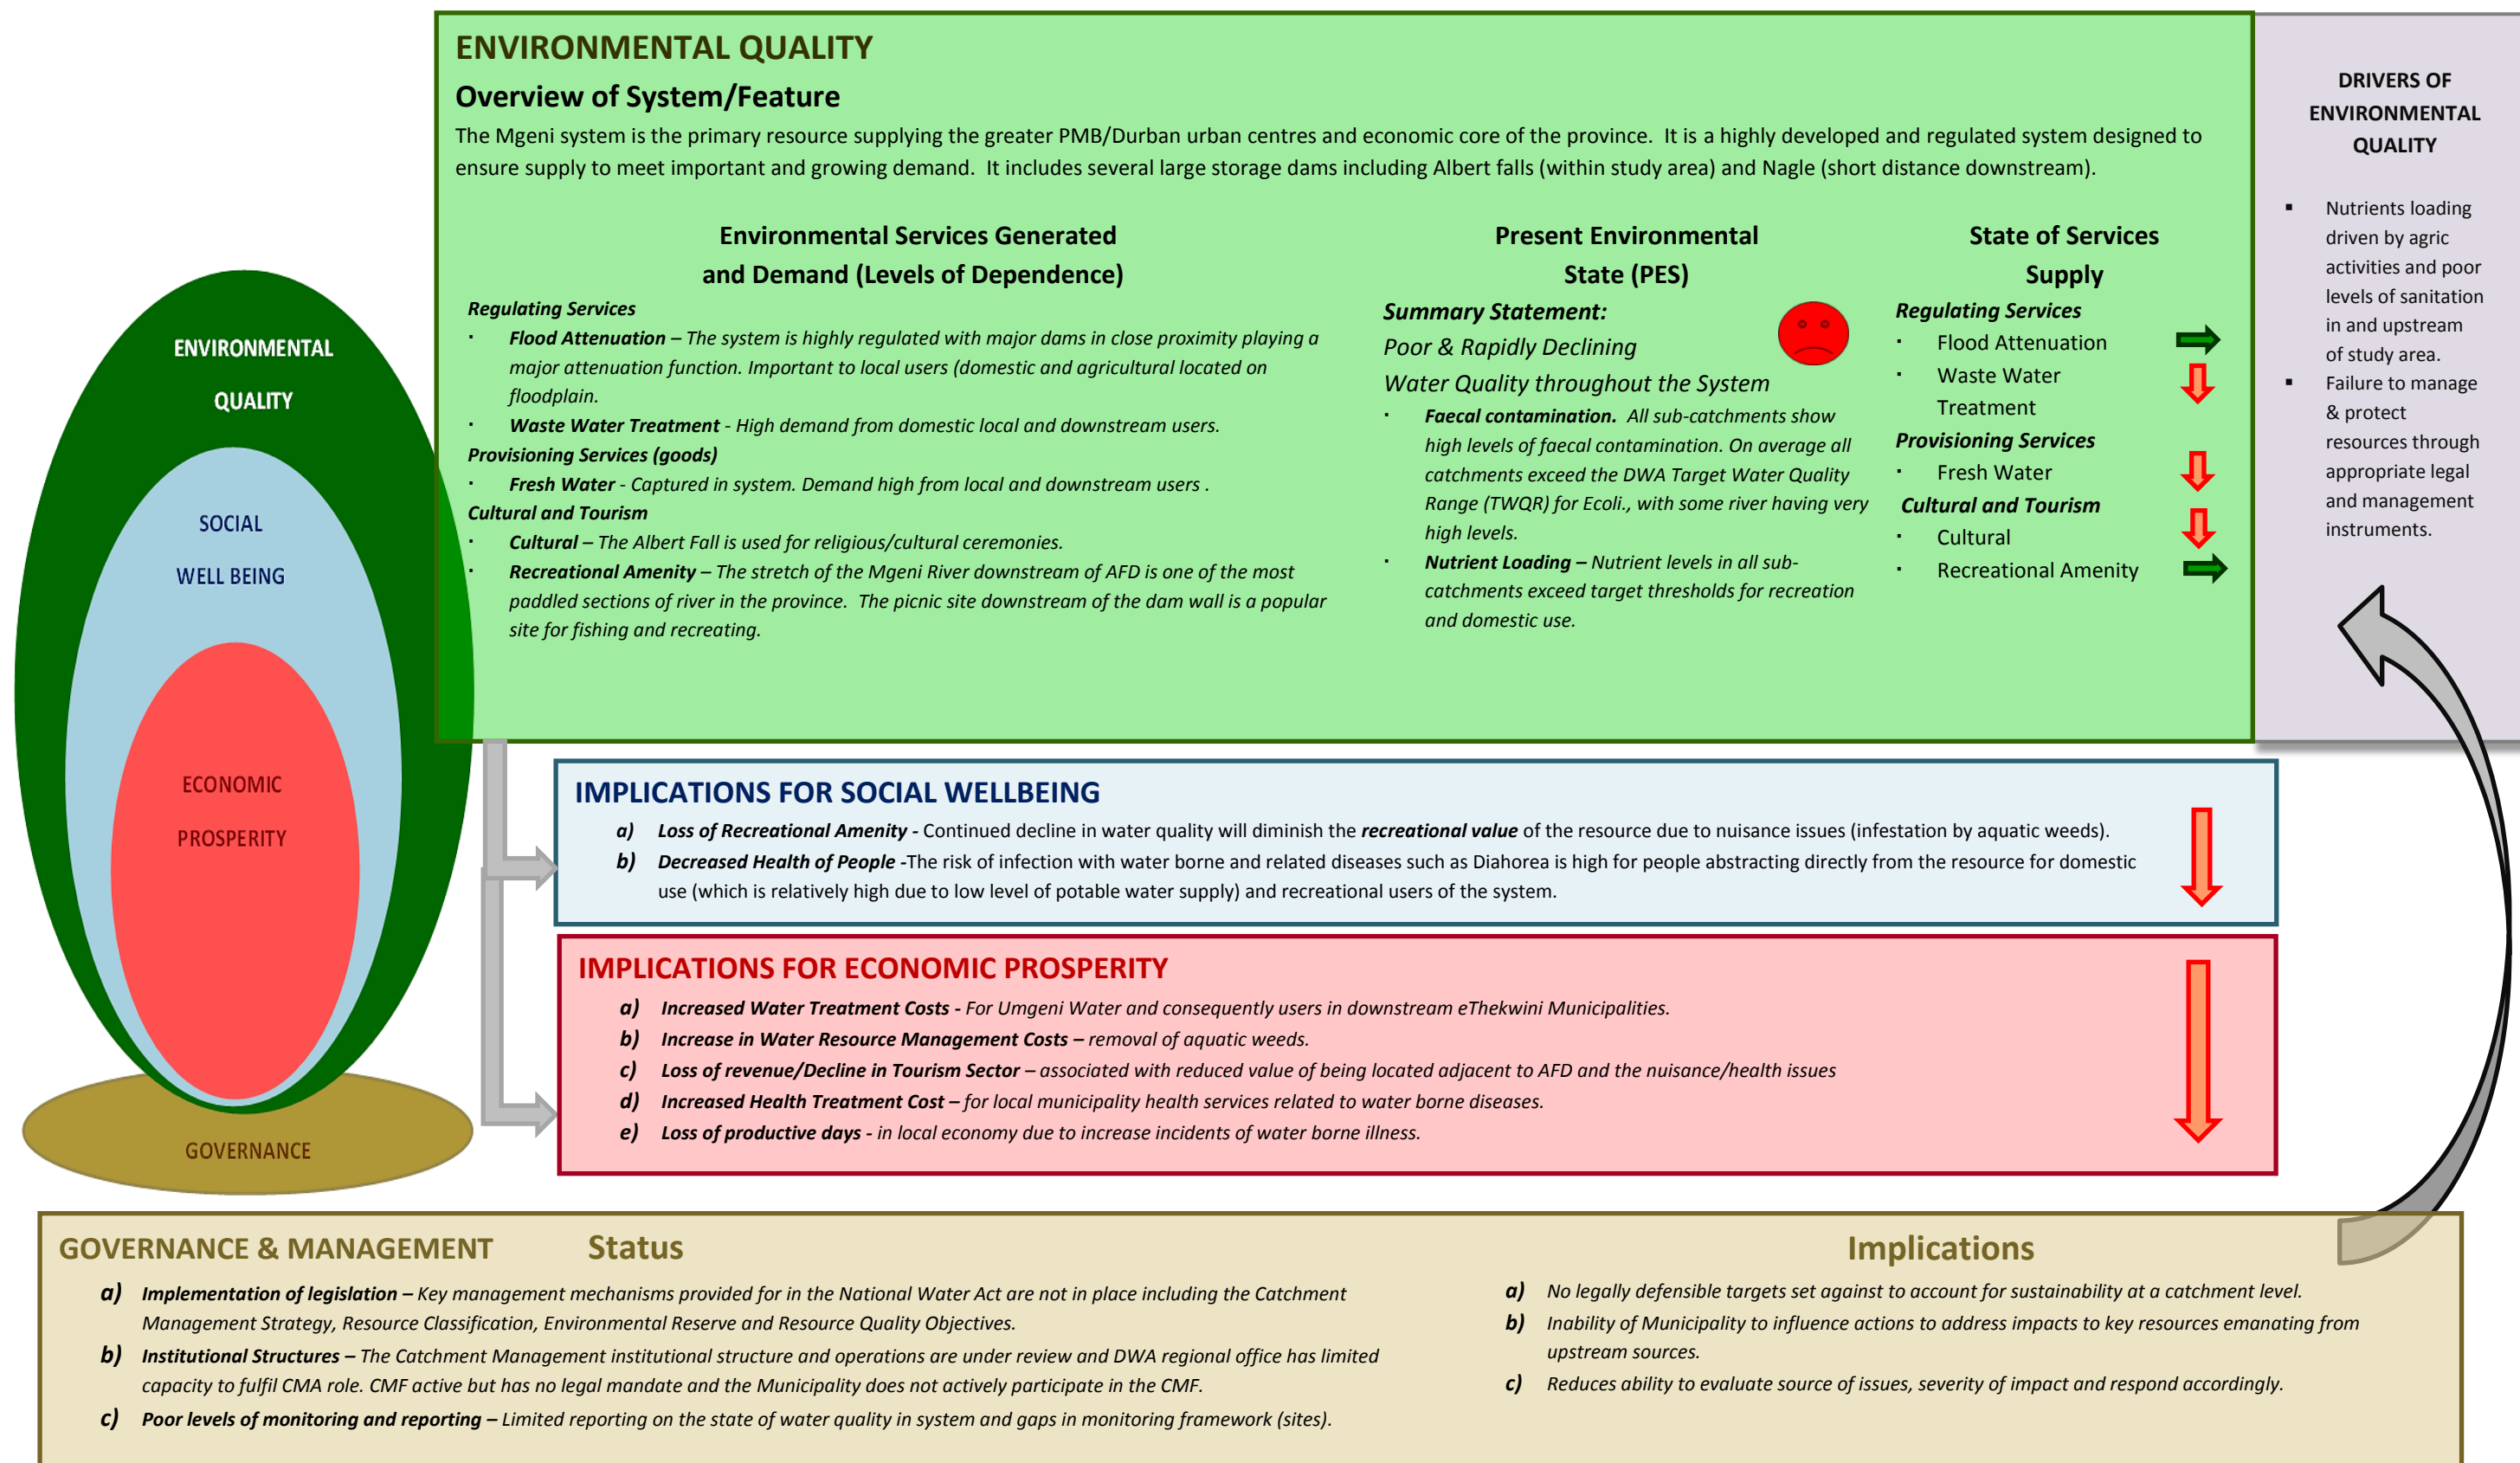 ENVIRONMENTAL QUALITY
Overview of System/Feature
The Mgeni system is the primary resource supplying the greater PMB/Durban urban centres and economic core of the province. It is a highly developed and regulated system designed to
ensure supply to meet important and growing demand. It includes several large storage dams including Albert falls (within study area) and Nagle (short distance downstream).
Environmental Services Generated
and Demand (Levels of Dependence)
Regulating Services
· Flood Attenuation – The system is highly regulated with major dams in close proximity playing a
major attenuation function. Important to local users (domestic and agricultural located on
floodplain.
· Waste Water Treatment - High demand from domestic local and downstream users.
Provisioning Services (goods)
· Fresh Water - Captured in system. Demand high from local and downstream users .
Cultural and Tourism
· Cultural – The Albert Fall is used for religious/cultural ceremonies.
· Recreational Amenity – The stretch of the Mgeni River downstream of AFD is one of the most
paddled sections of river in the province. The picnic site downstream of the dam wall is a popular
site for fishing and recreating.
Present Environmental
State (PES)
Summary Statement:
Poor & Rapidly Declining
Water Quality throughout the System
· Faecal contamination. All sub-catchments show
high levels of faecal contamination. On average all
catchments exceed the DWA Target Water Quality
Range (TWQR) for Ecoli., with some river having very
high levels.
· Nutrient Loading – Nutrient levels in all sub-
catchments exceed target thresholds for recreation
and domestic use.
State of Services
Supply
Regulating Services
· Flood Attenuation
· Waste Water
Treatment
Provisioning Services
· Fresh Water
Cultural and Tourism
· Cultural
· Recreational Amenity
DRIVERS OF
ENVIRONMENTAL
QUALITY
▪ Nutrients loading
driven by agric
activities and poor
levels of sanitation
in and upstream
of study area.
▪ Failure to manage
& protect
resources through
appropriate legal
and management
instruments.
ENVIRONMENTAL
QUALITY
SOCIAL
WELL BEING
ECONOMIC
PROSPERITY
GOVERNANCE
IMPLICATIONS FOR SOCIAL WELLBEING
a) Loss of Recreational Amenity - Continued decline in water quality will diminish the recreational value of the resource due to nuisance issues (infestation by aquatic weeds).
b) Decreased Health of People -The risk of infection with water borne and related diseases such as Diahorea is high for people abstracting directly from the resource for domestic
use (which is relatively high due to low level of potable water supply) and recreational users of the system.
IMPLICATIONS FOR ECONOMIC PROSPERITY
a) Increased Water Treatment Costs - For Umgeni Water and consequently users in downstream eThekwini Municipalities.
b) Increase in Water Resource Management Costs – removal of aquatic weeds.
c) Loss of revenue/Decline in Tourism Sector – associated with reduced value of being located adjacent to AFD and the nuisance/health issues
d) Increased Health Treatment Cost – for local municipality health services related to water borne diseases.
e) Loss of productive days - in local economy due to increase incidents of water borne illness.
GOVERNANCE & MANAGEMENT Status
a) Implementation of legislation – Key management mechanisms provided for in the National Water Act are not in place including the Catchment
Management Strategy, Resource Classification, Environmental Reserve and Resource Quality Objectives.
b) Institutional Structures – The Catchment Management institutional structure and operations are under review and DWA regional office has limited
capacity to fulfil CMA role. CMF active but has no legal mandate and the Municipality does not actively participate in the CMF.
c) Poor levels of monitoring and reporting – Limited reporting on the state of water quality in system and gaps in monitoring framework (sites).
Implications
a) No legally defensible targets set against to account for sustainability at a catchment level.
b) Inability of Municipality to influence actions to address impacts to key resources emanating from
upstream sources.
c) Reduces ability to evaluate source of issues, severity of impact and respond accordingly.